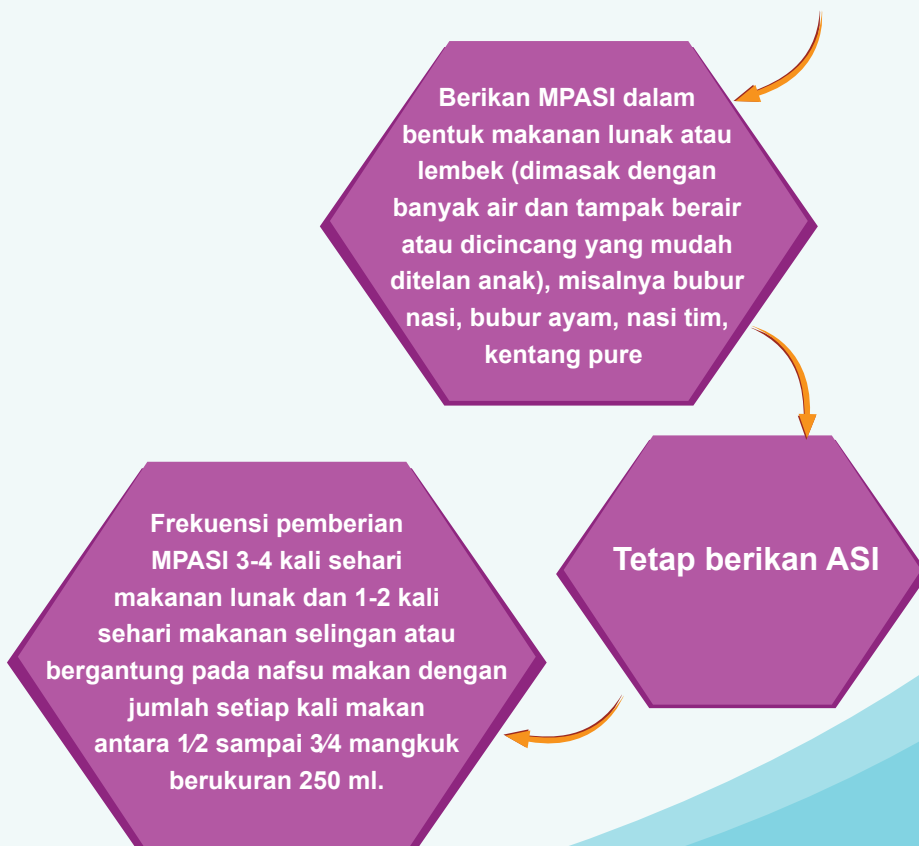 Berikan MPASI dalam
bentuk makanan lunak atau
lembek (dimasak dengan
banyak air dan tampak berair
atau dicincang yang mudah
ditelan anak), misalnya bubur
nasi, bubur ayam, nasi tim,
kentang pure
Tetap berikan ASI
Frekuensi pemberian
MPASI 3-4 kali sehari
makanan lunak dan 1-2 kali
sehari makanan selingan atau
bergantung pada nafsu makan dengan
jumlah setiap kali makan
antara 1⁄2 sampai 3⁄4 mangkuk
berukuran 250 ml.